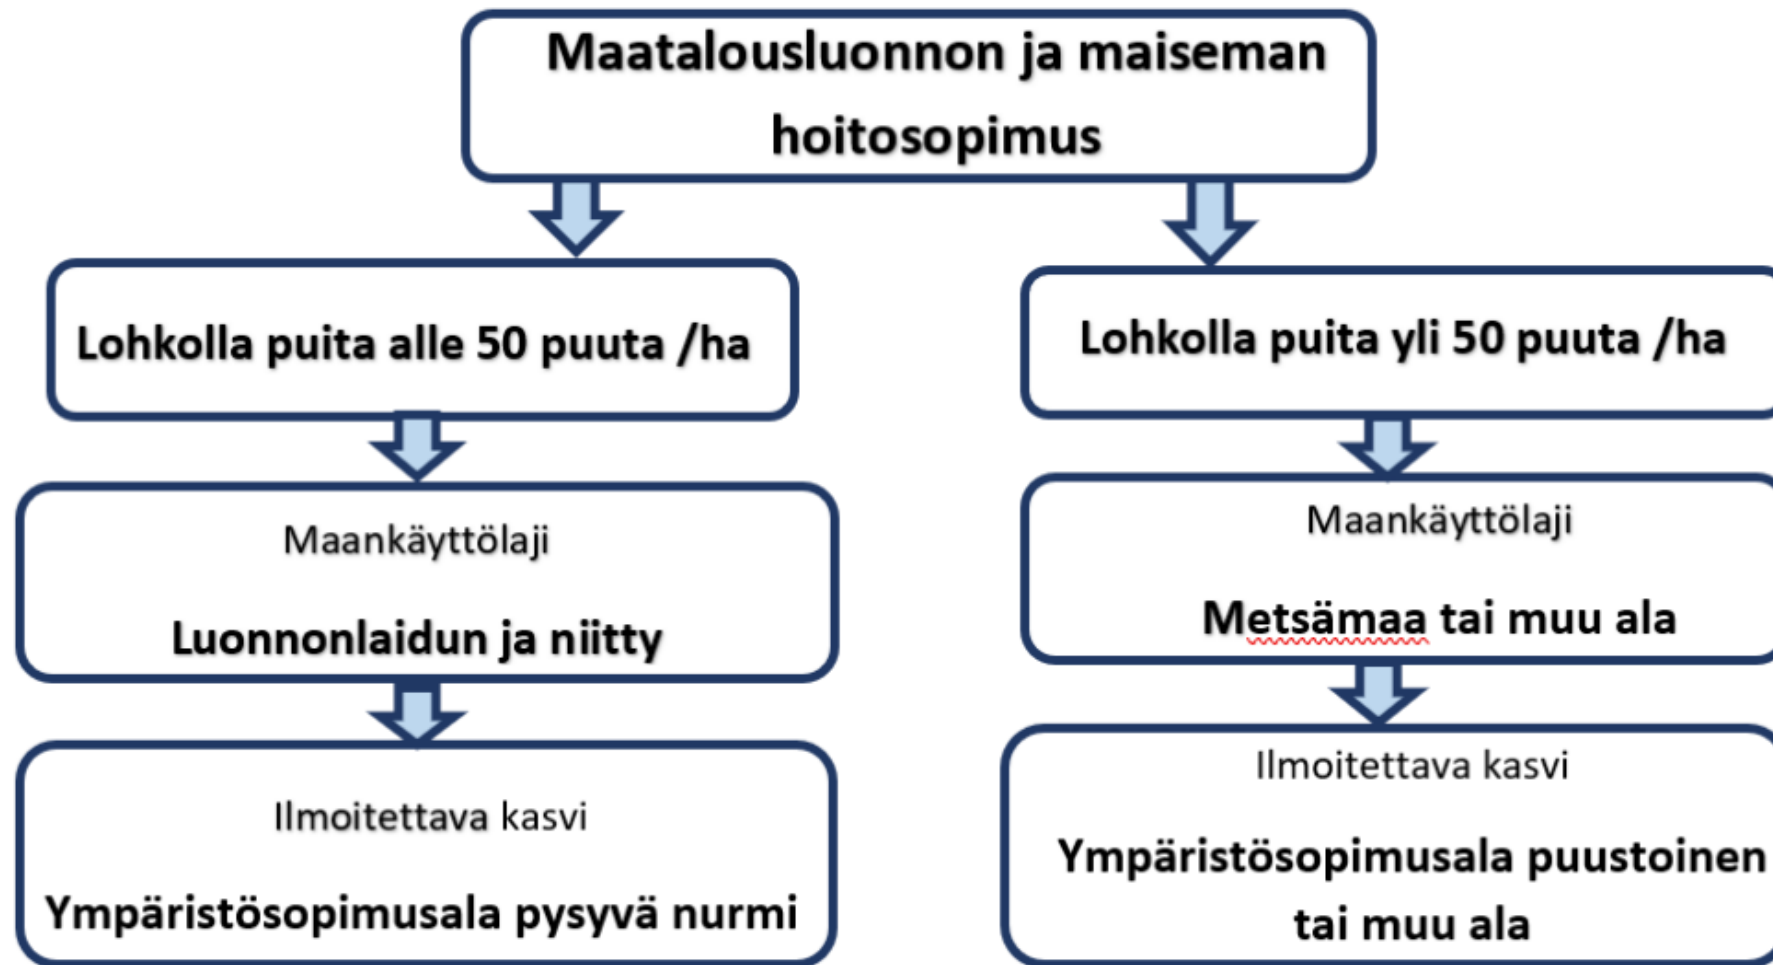 Maatalousluonnon ja maiseman
hoitosopimus
Lohkolla puita alle 50 puuta /ha
Maankäyttölaji
Luonnonlaidun ja niitty
Ilmoitettava kasvi
Ympäristösopimusala pysyvä nurmi
Lohkolla puita yli 50 puuta /ha
Maankäyttölaji
Metsämaa tai muu ala
Ilmoitettava kasvi
Ympäristösopimusala puustoinen
tai muu ala